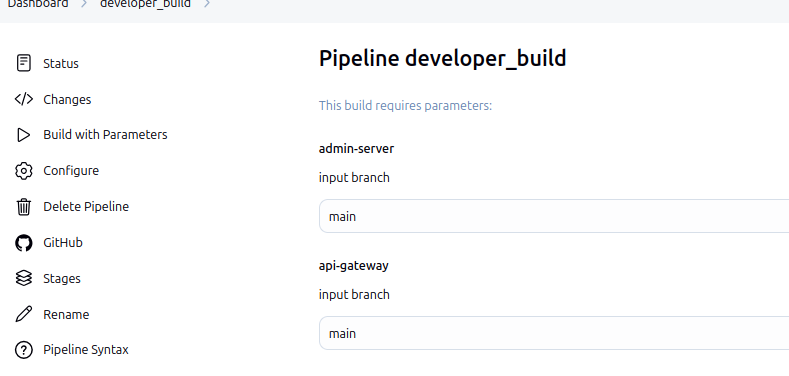 Dashboard > developer_build >
Status
Changes
Build with Parameters
Configure
Delete Pipeline
GitHub
Stages
Rename
Pipeline Syntax
Pipeline developer_build
This build requires parameters:
admin-server
input branch
main
api-gateway
input branch
main